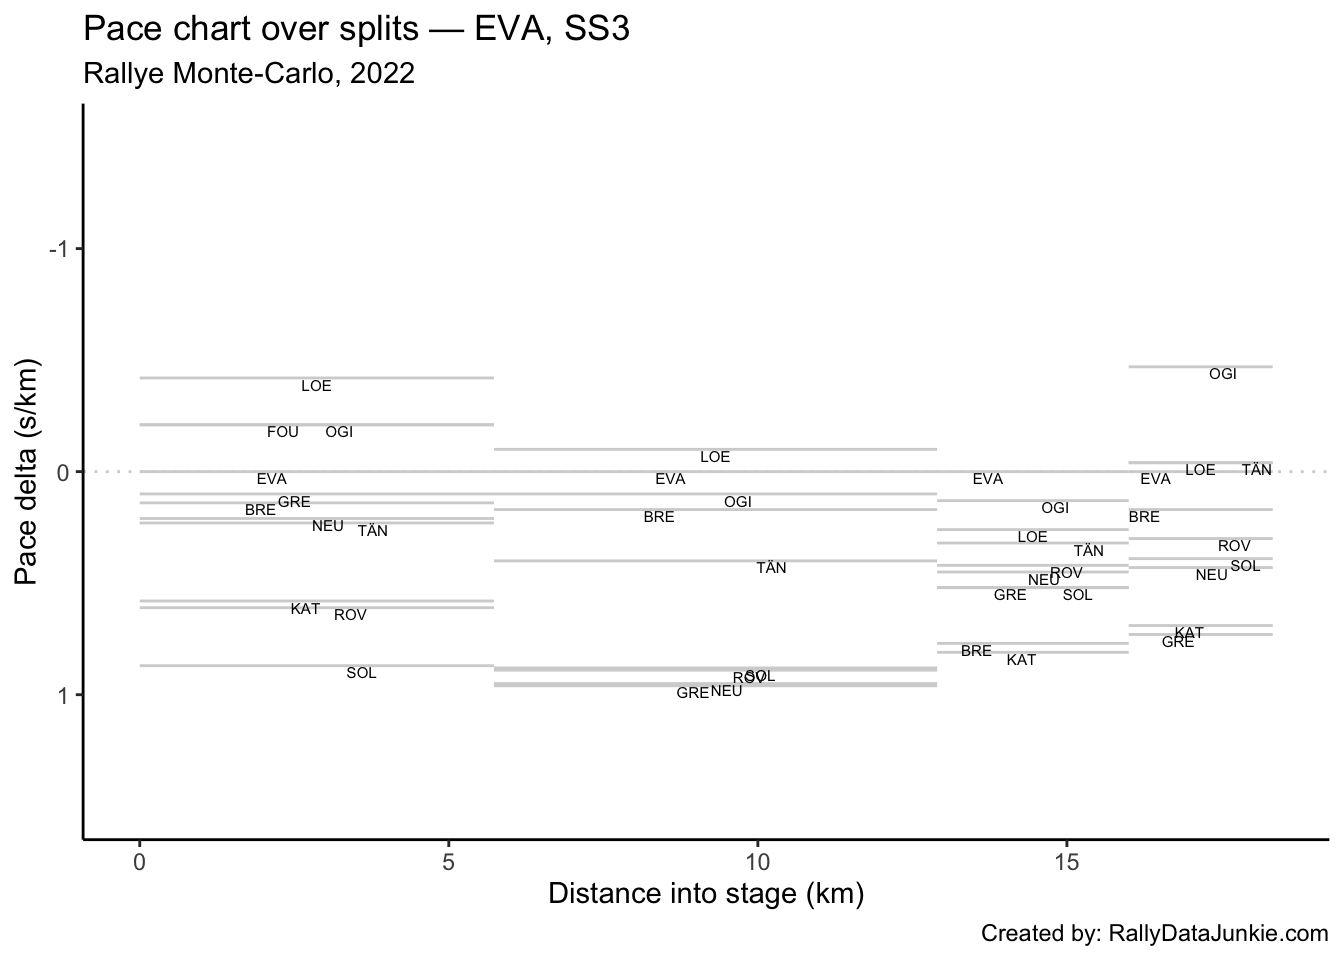 Pace chart over splits — EVA, SS3
Rallye Monte-Carlo, 2022
Pace delta (s/km)
-1
0
1
LOE
FOU OGI
EVA
GRE
BRE
NEU
TÄN
KAT
ROV
SOL
LOE
EVA
OGI
BRE
TÄN
SOL
ROV
NEU
GRE
EVA
OGI
LOE
TÄN
ROV
NEU
GRE SOL
BRE
KAT
OGI
LOE TÄN
EVA
BRE
ROV
SOL
NEU
KAT
GRE
0 5 10 15
Distance into stage (km)
Created by: RallyDataJunkie.com